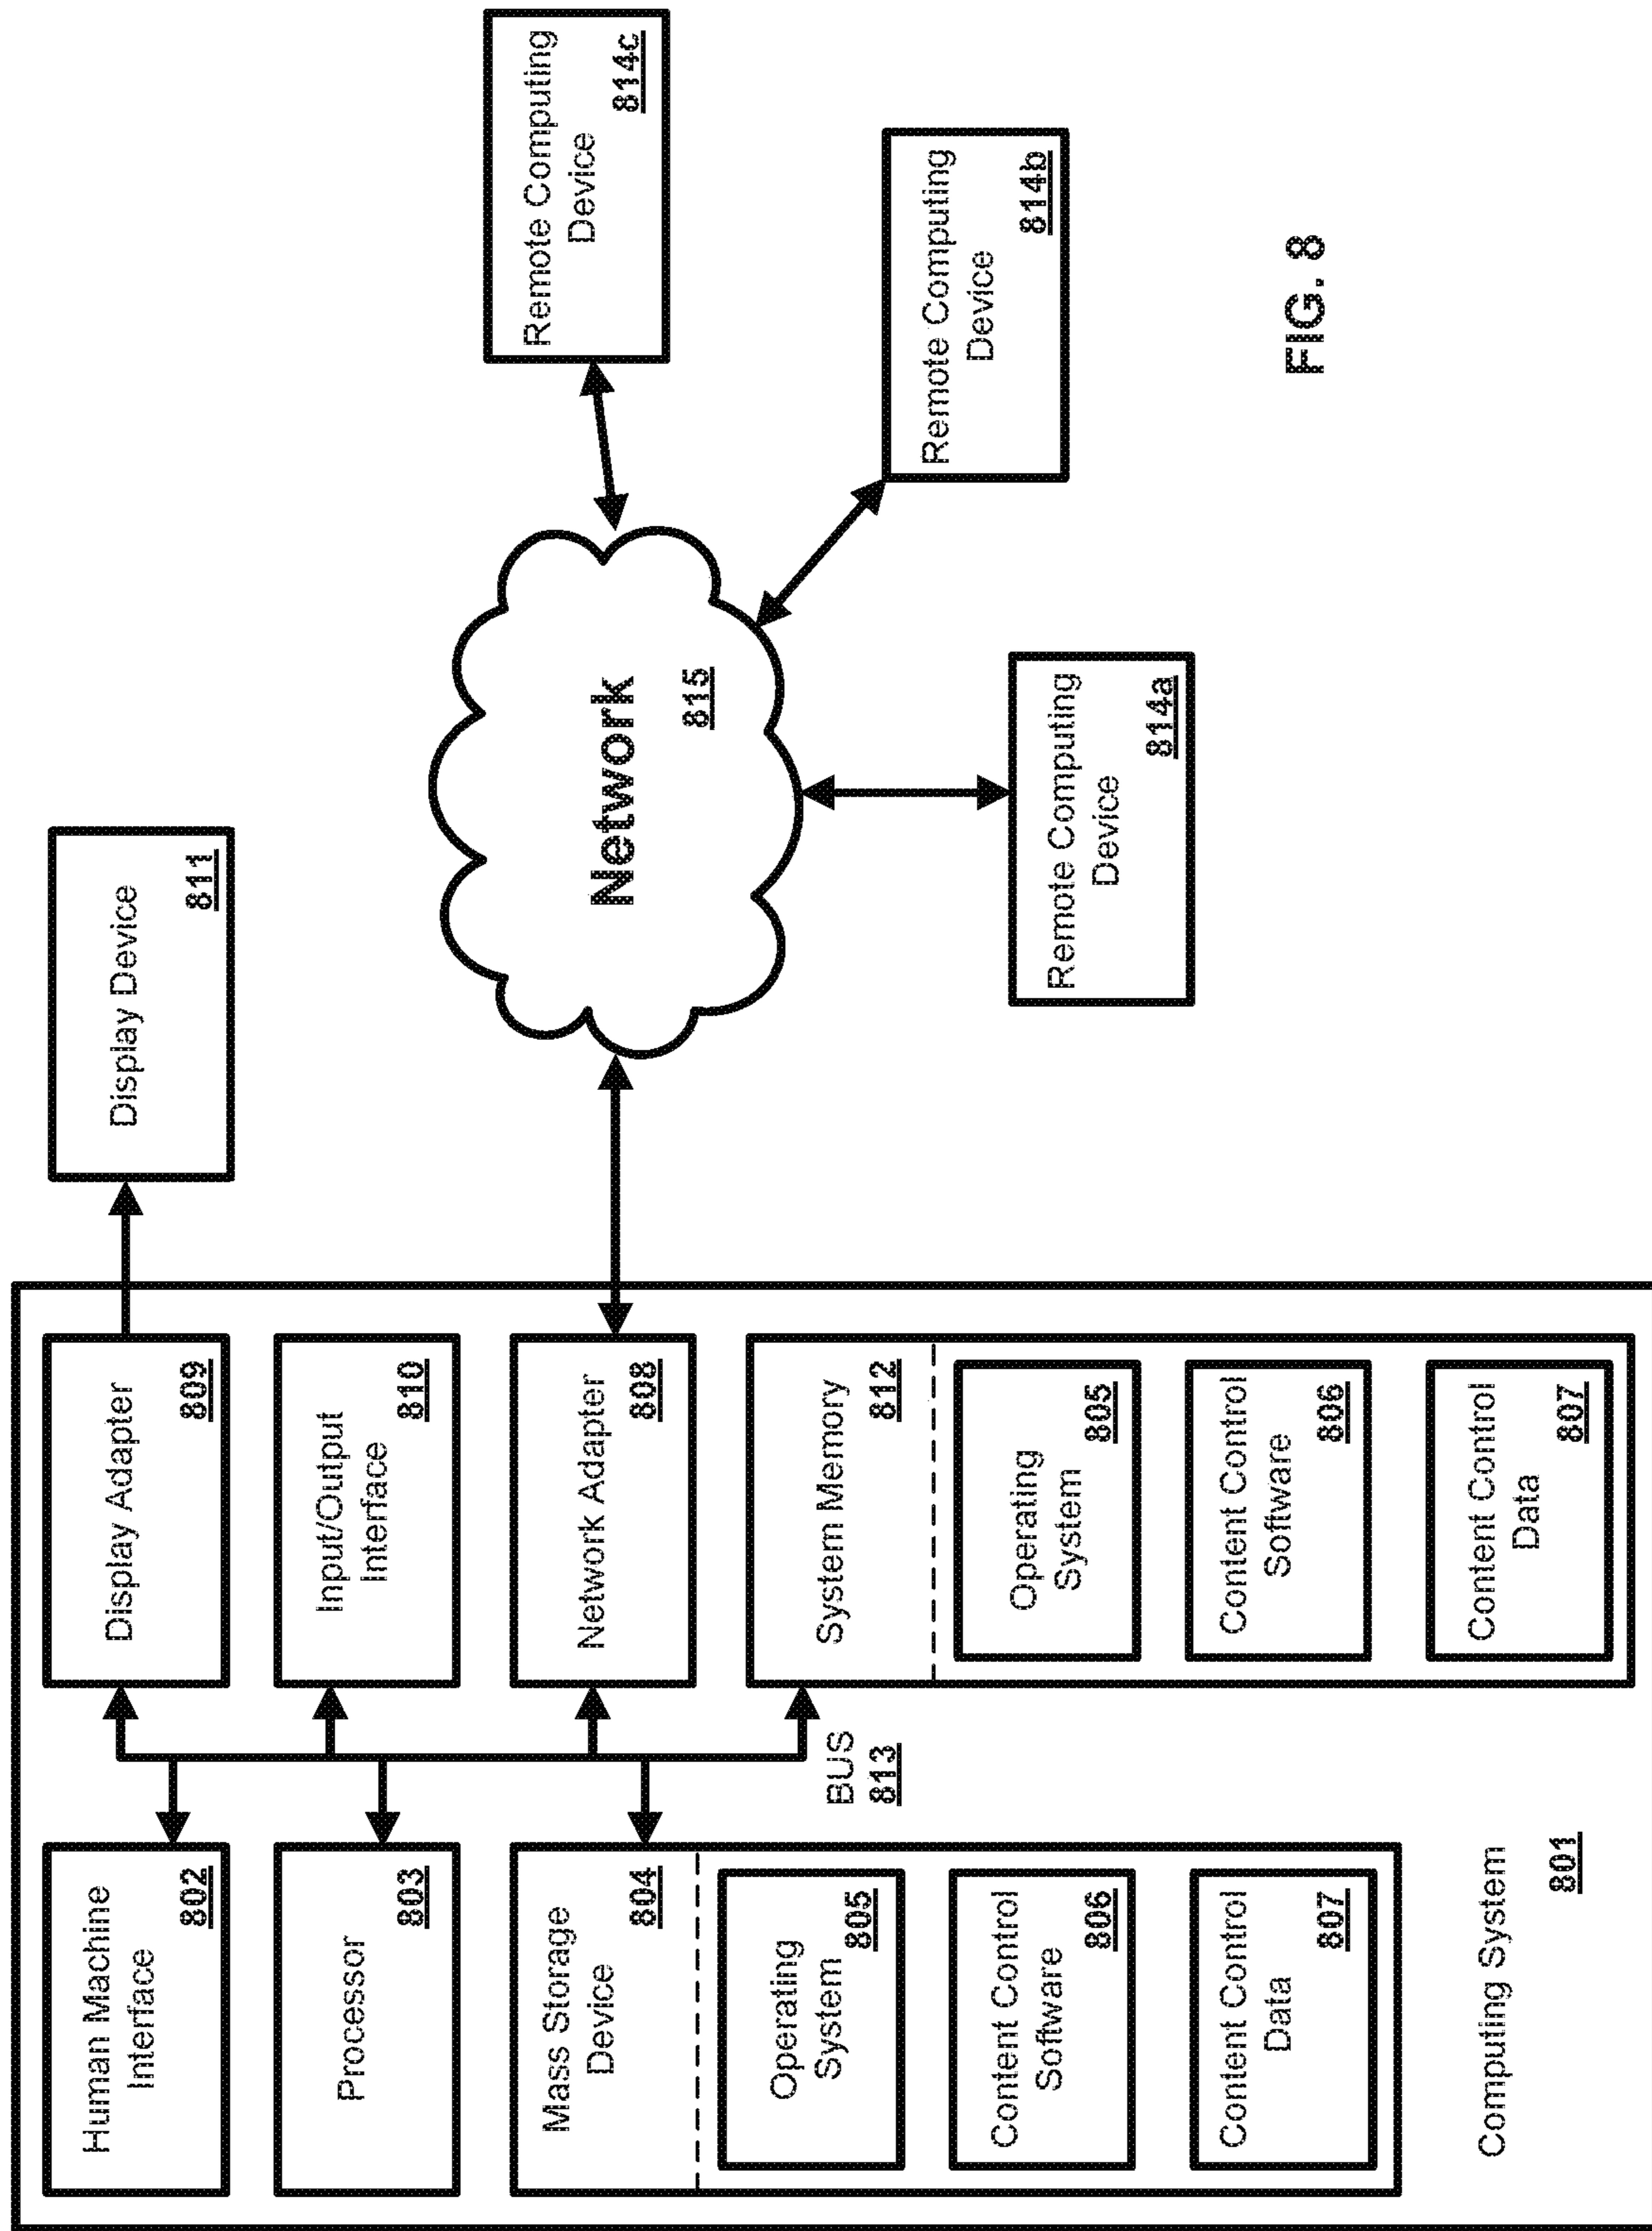 Human Machine
Interface
802
Processor
803
Mass Storage
Device
804
Operating
System
805
Content Control
Software
806
Content Control
Data
807
Computing System
801
BUS
813
Display Adapter
809
Input/Output
Interface
810
Network Adapter
808
System Memory
812
Operating
System
805
Content Control
Software
806
Content Control
Data
807
Display Device
811
Network
815
Remote Computing
Device
814a
Remote Computing
Device
814b
Remote Computing
Device
814c
FIG. 8